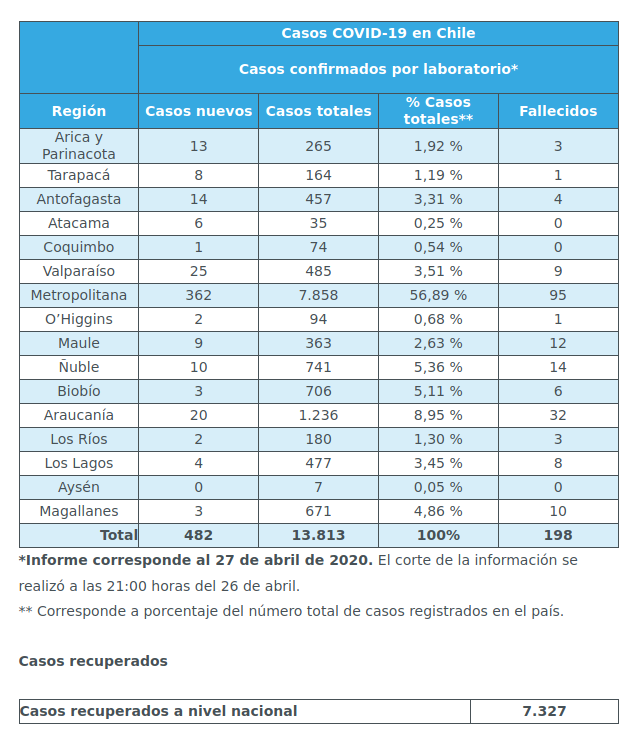 Casos COVID-19 en Chile
Casos confirmados por laboratorio*
Región Casos nuevos Casos totales % Casos totales** Fallecidos
Arica y Parinacota 13 265 1,92 % 3
Tarapacá 8 164 1,19 % 1
Antofagasta 14 457 3,31 % 4
Atacama 6 35 0,25 % 0
Coquimbo 1 74 0,54 % 0
Valparaíso 25 485 3,51 % 9
Metropolitana 362 7.858 56,89 % 95
O’Higgins 2 94 0,68 % 1
Maule 9 363 2,63 % 12
Ñuble 10 741 5,36 % 14
Biobío 3 706 5,11 % 6
Araucanía 20 1.236 8,95 % 32
Los Ríos 2 180 1,30 % 3
Los Lagos 4 477 3,45 % 8
Aysén 0 7 0,05 % 0
Magallanes 3 671 4,86 % 10
Total 482 13.813 100% 198
*Informe corresponde al 27 de abril de 2020. El corte de la información se
realizó a las 21:00 horas del 26 de abril.
** Corresponde a porcentaje del número total de casos registrados en el país.
Casos recuperados
Casos recuperados a nivel nacional 7.327